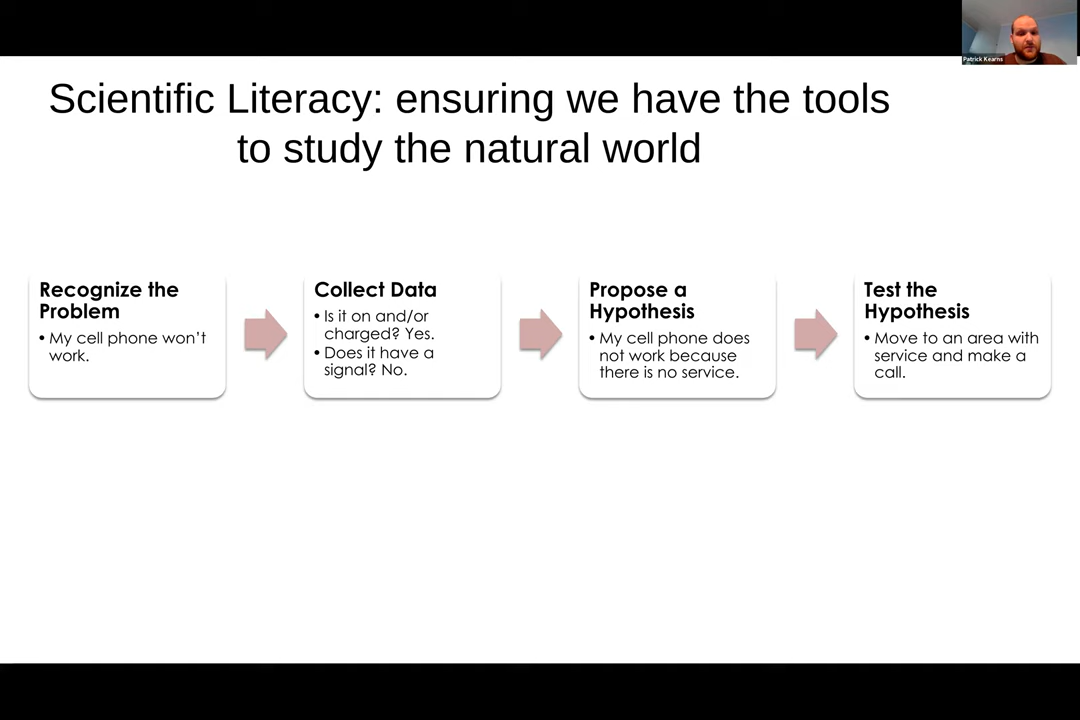 Patrick Kearns
Scientific Literacy: ensuring we have the tools
to study the natural world
Recognize the
Problem
• My cell phone won’t
work.
Collect Data
• Is it on and/or
charged? Yes.
• Does it have a
signal? No.
Propose a
Hypothesis
• My cell phone does
not work because
there is no service.
Test the
Hypothesis
• Move to an area with
service and make a
call.